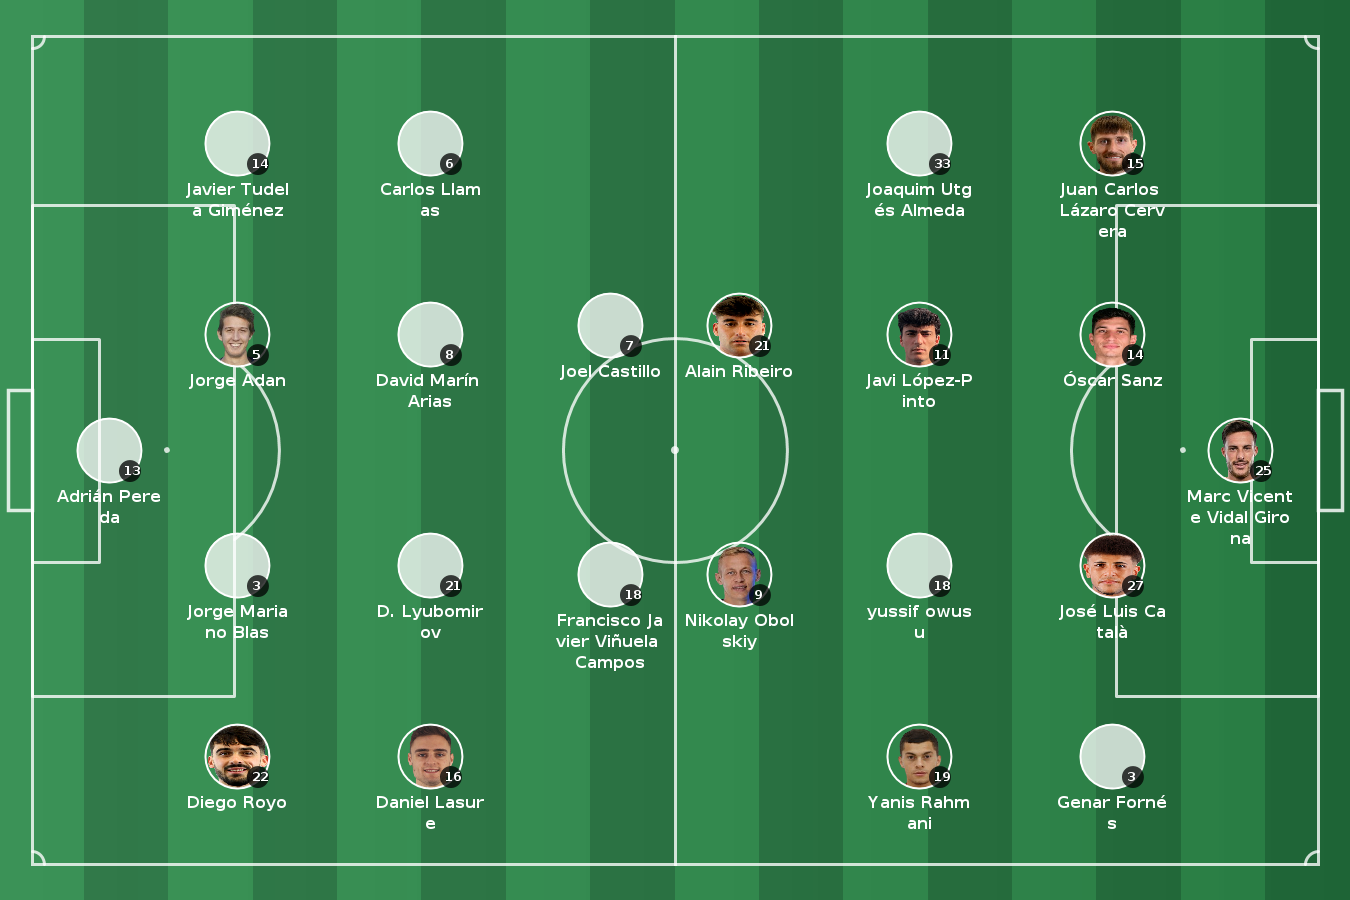 14
Javier Tudel
a Giménez
6
Carlos Llam
as
33
Joaquim Utg
és Almeda
15
Juan Carlos
Lázaro Cerv
era
5
Jorge Adan
8
David Marín
Arias
7
Joel Castillo
21
Alain Ribeiro
11
Javi López-P
into
14
Óscar Sanz
13
Adrián Pere
da
25
Marc Vicent
e Vidal Giro
na
3
Jorge Maria
no Blas
21
D. Lyubomir
ov
18
Francisco Ja
vier Viñuela
Campos
9
Nikolay Obol
skiy
18
yussif owus
u
27
José Luis Ca
talà
22
Diego Royo
16
Daniel Lasur
e
19
Yanis Rahm
ani
3
Genar Forné
s